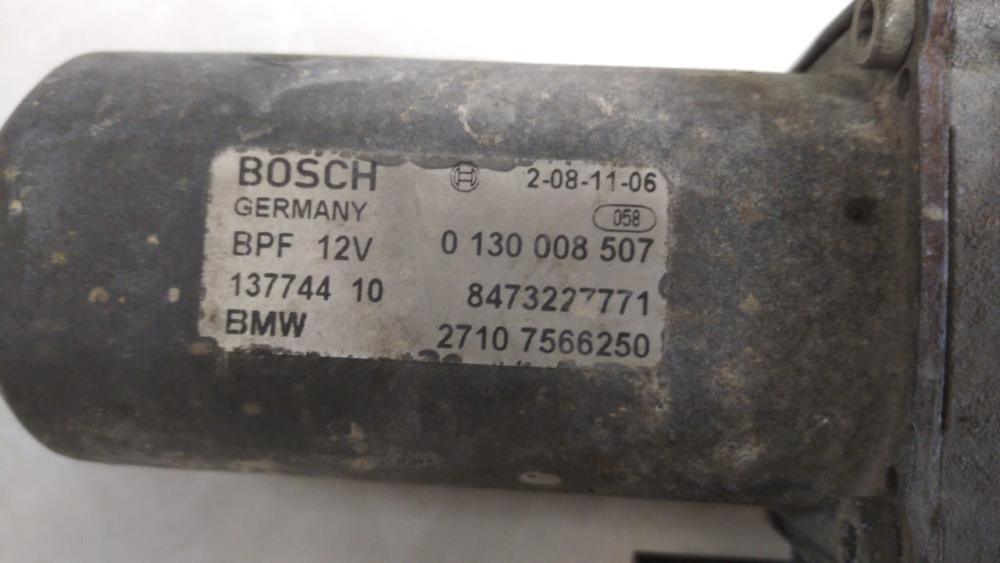 BOSCH 2-08-11-06
GERMANY 058
BPF 12V 0 130 008 507
137744 10 8473227771
BMW 2710 7566250